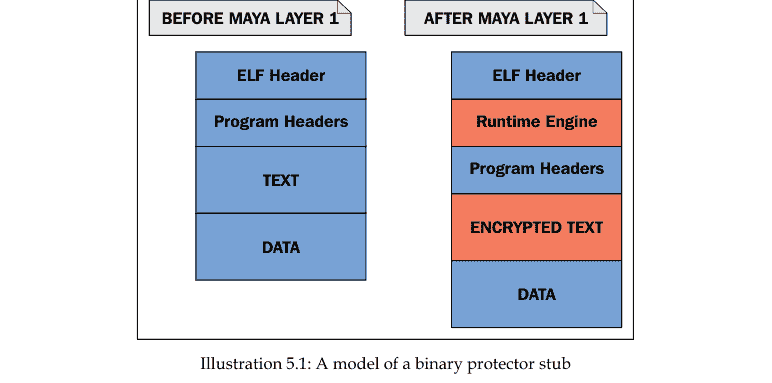 BEFORE MAYA LAYER 1
ELF Header
Program Headers
TEXT
DATA
AFTER MAYA LAYER 1
ELF Header
Runtime Engine
Program Headers
ENCRYPTED TEXT
DATA
Illustration 5.1: A model of a binary protector stub